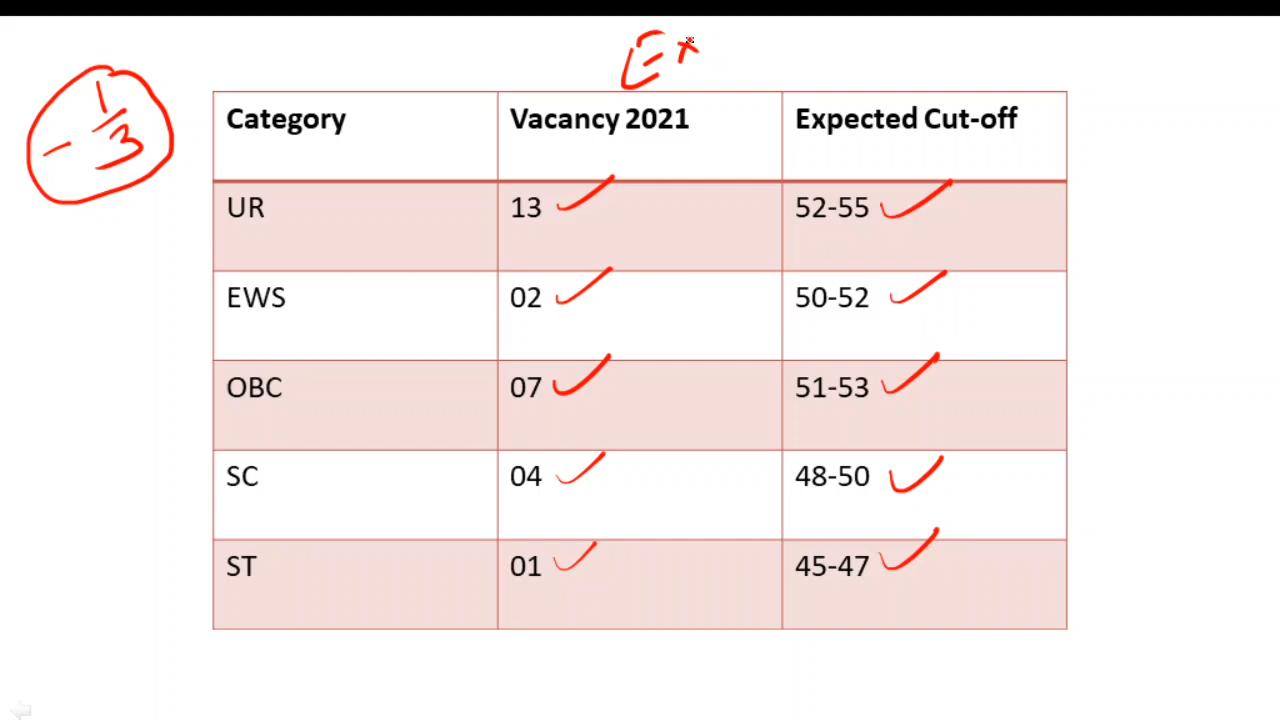 Ex
- 1/3
Category Vacancy 2021 Expected Cut-off
UR 13 52-55
EWS 02 50-52
OBC 07 51-53
SC 04 48-50
ST 01 45-47